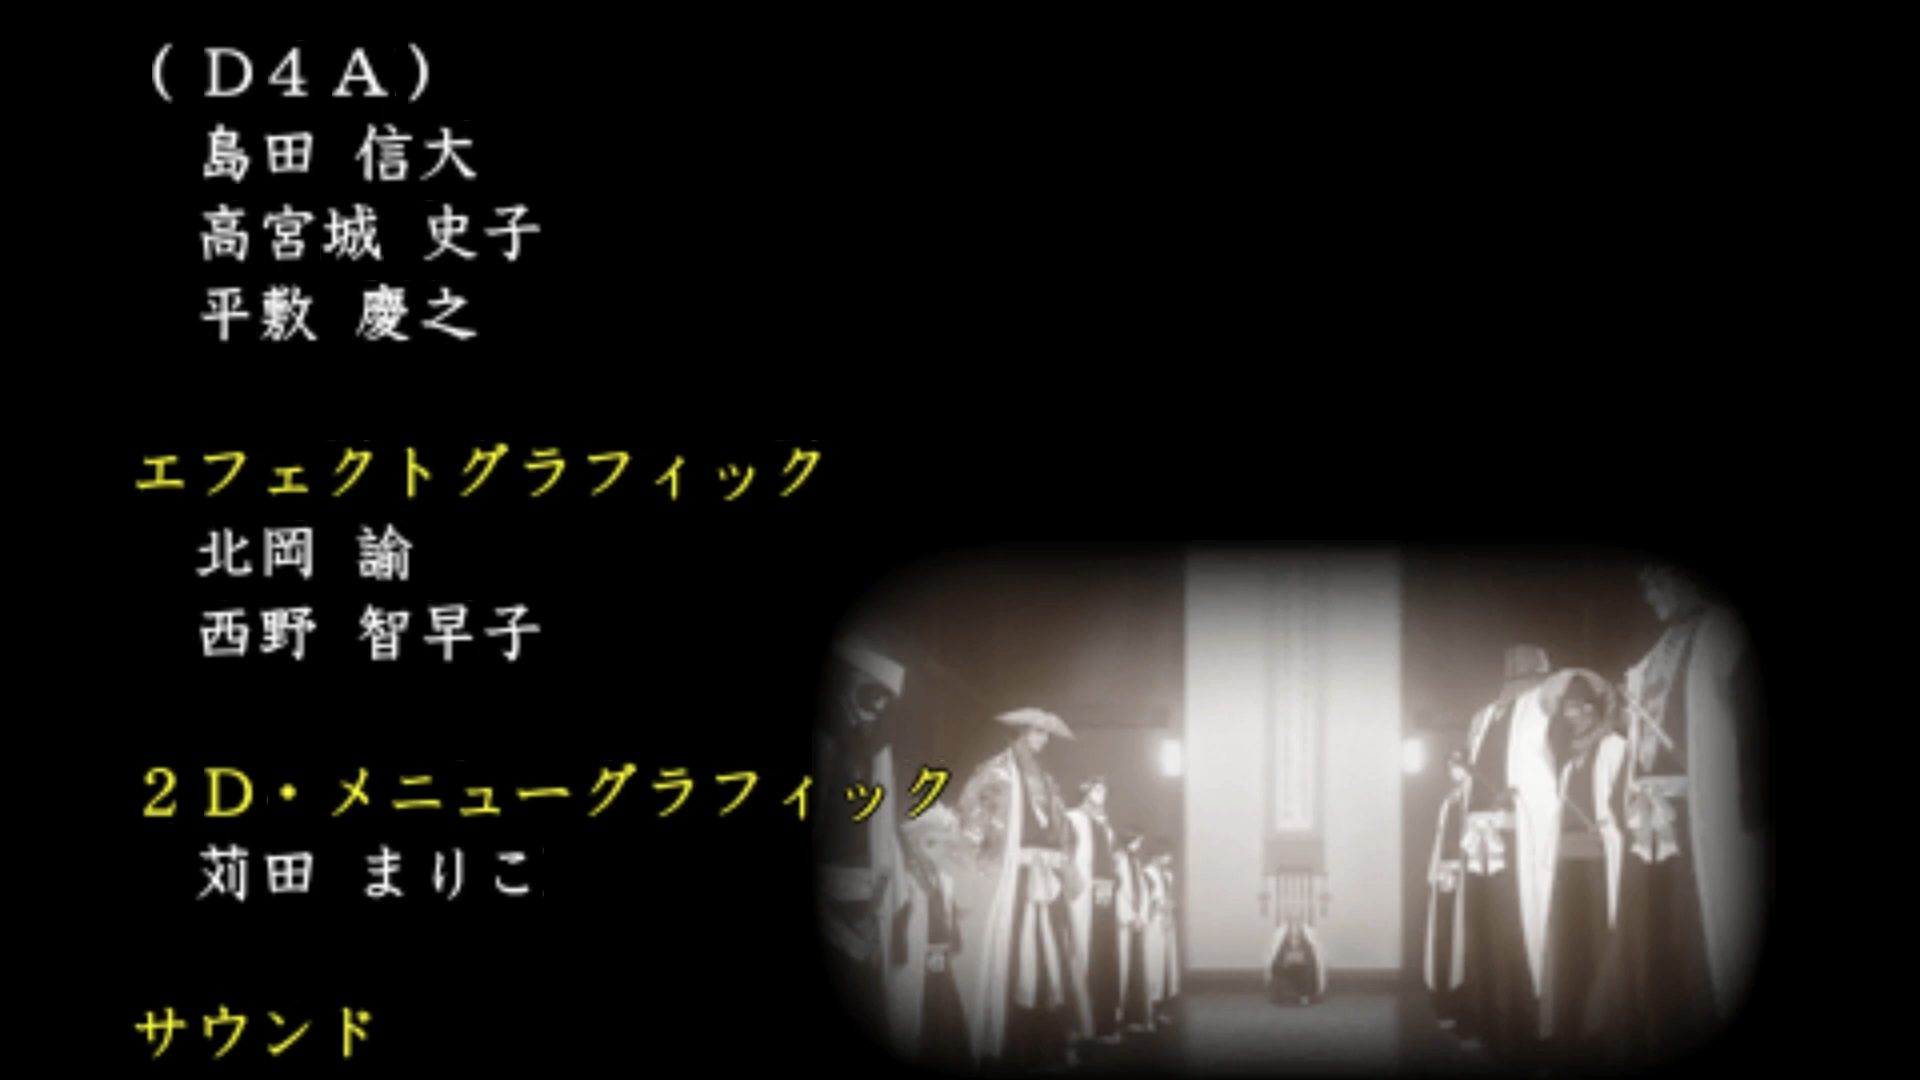 （Ｄ４Ａ）
島田　信大
高宮城　史子
平敷　慶之
エフェクトグラフィック
北岡　諭
西野　智早子
２Ｄ・メニューグラフィック
苅田　まりこ
サウンド